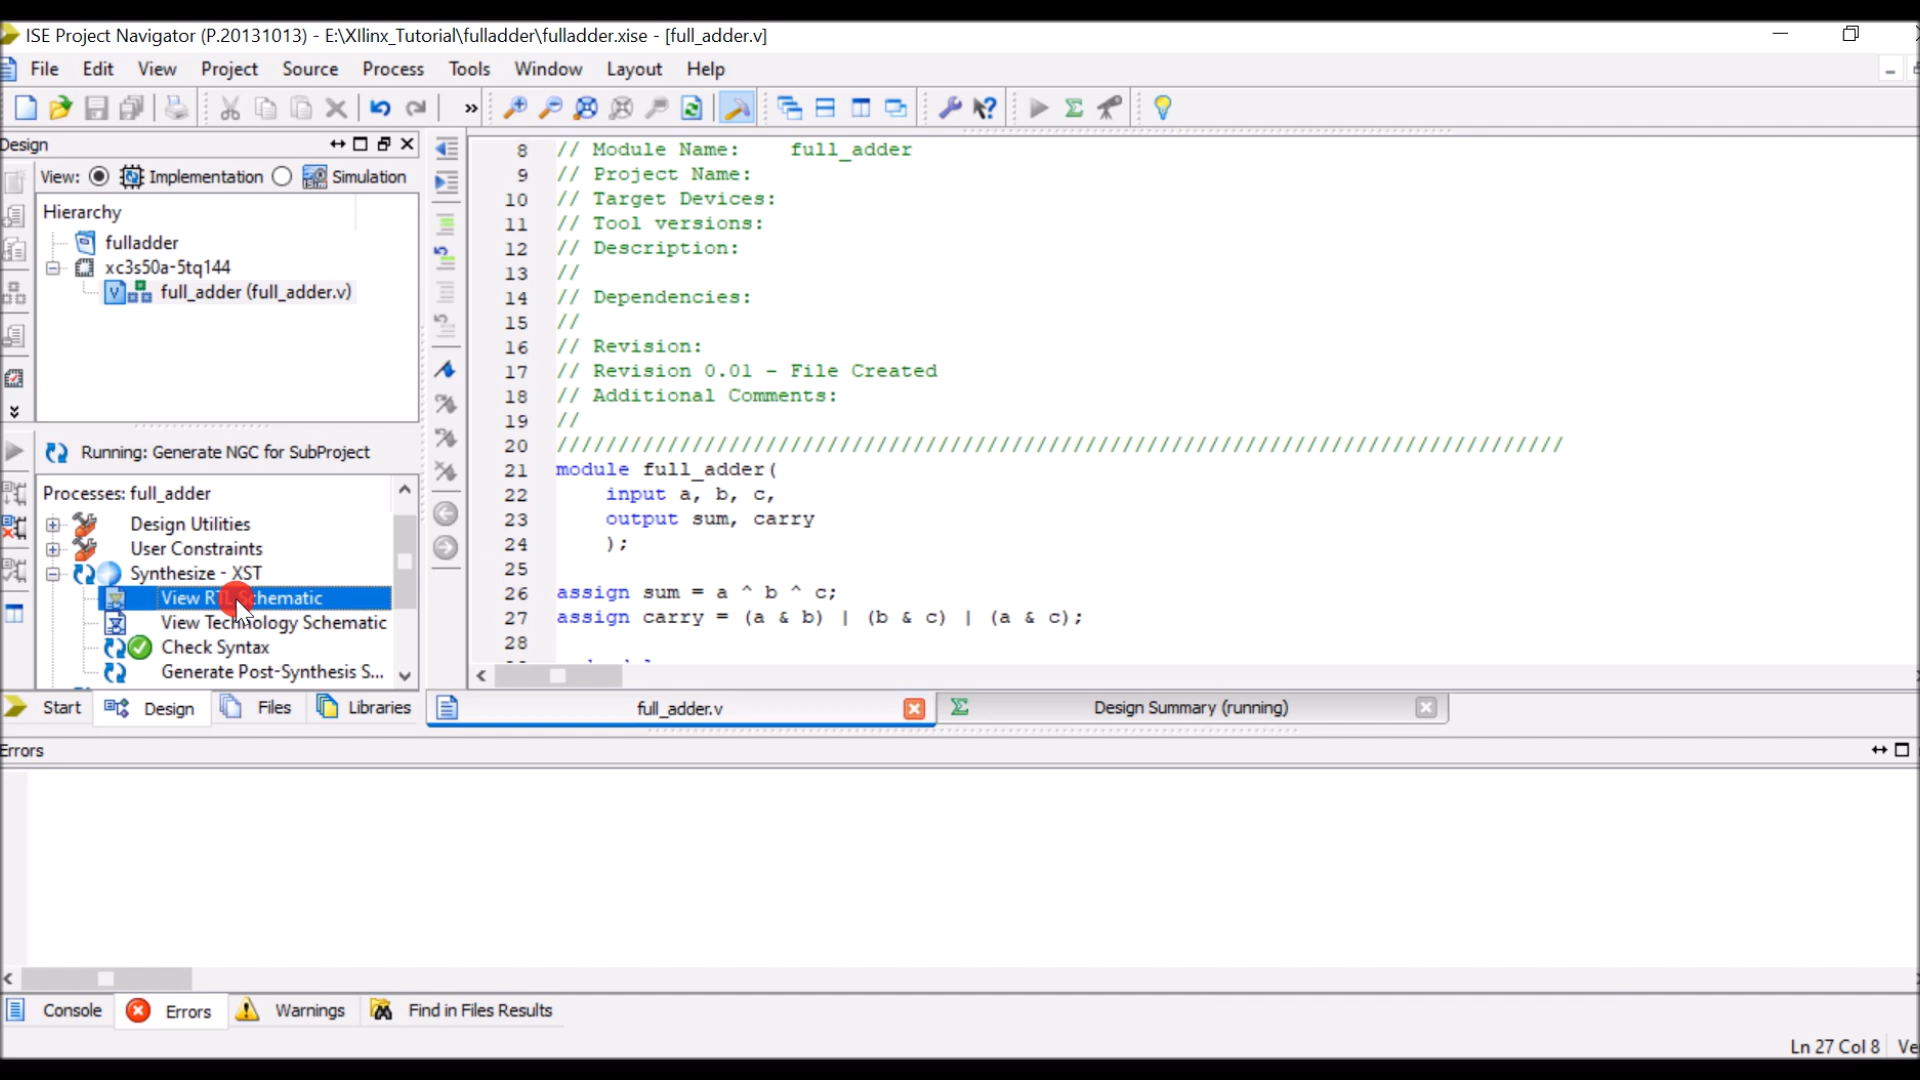 ISE Project Navigator (P.20131013) - E:\XIlinx_Tutorial\fulladder\fulladder.xise - [full_adder.v]
File Edit View Project Source Process Tools Window Layout Help
Design
View: Implementation Simulation
Hierarchy
fulladder
xc3s50a-5tq144
full_adder (full_adder.v)
Running: Generate NGC for SubProject
Processes: full_adder
Design Utilities
User Constraints
Synthesize - XST
View RTL Schematic
View Technology Schematic
Check Syntax
Generate Post-Synthesis S...
Start Design Files Libraries
8 // Module Name: full_adder
9 // Project Name:
10 // Target Devices:
11 // Tool versions:
12 // Description:
13 //
14 // Dependencies:
15 //
16 // Revision:
17 // Revision 0.01 - File Created
18 // Additional Comments:
19 //
20 //////////////////////////////////////////////////////////////////////////////////
21 module full_adder(
22 input a, b, c,
23 output sum, carry
24 );
25
26 assign sum = a ^ b ^ c;
27 assign carry = (a & b) | (b & c) | (a & c);
28
full_adder.v Design Summary (running)
Errors
Console Errors Warnings Find in Files Results
Ln 27 Col 8 Ve